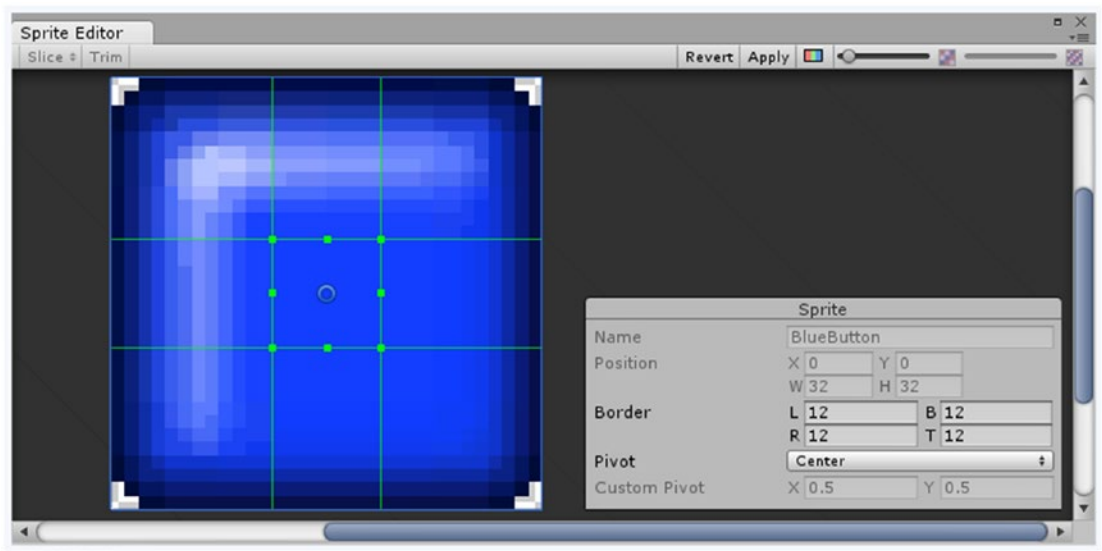 Sprite Editor
Slice Trim Revert Apply
Sprite
Name BlueButton
Position X 0 Y 0
W 32 H 32
Border L 12 B 12
R 12 T 12
Pivot Center
Custom Pivot X 0.5 Y 0.5